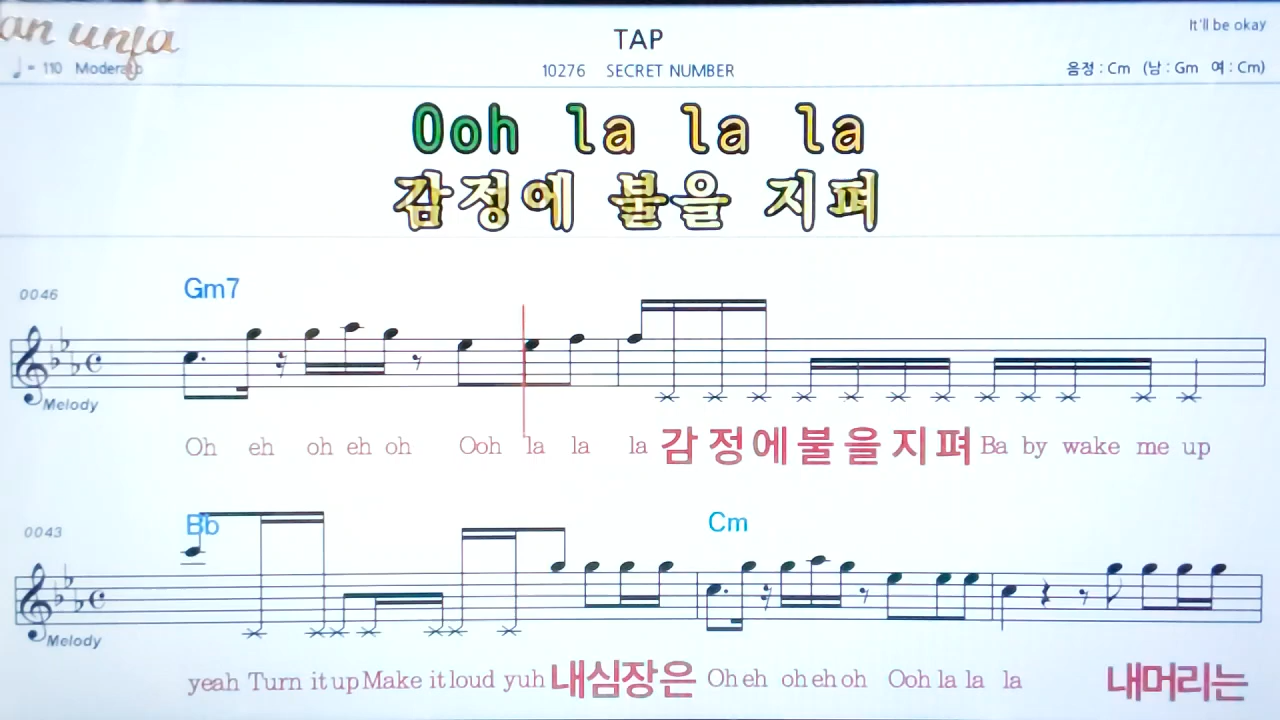 an unja
TAP
It'll be okay
♩= 110 Moderato
10276 SECRET NUMBER
음정 : Cm (남 : Gm 여 : Cm)
Ooh la la la
감정에 불을 지펴
Gm7
0046
Melody
Oh eh oh eh oh Ooh la la la 감정에불을지펴 Ba by wake me up
Bb Cm
0043
Melody
yeah Turn it up Make it loud yuh 내심장은 Oh eh oh eh oh Ooh la la la 내머리는